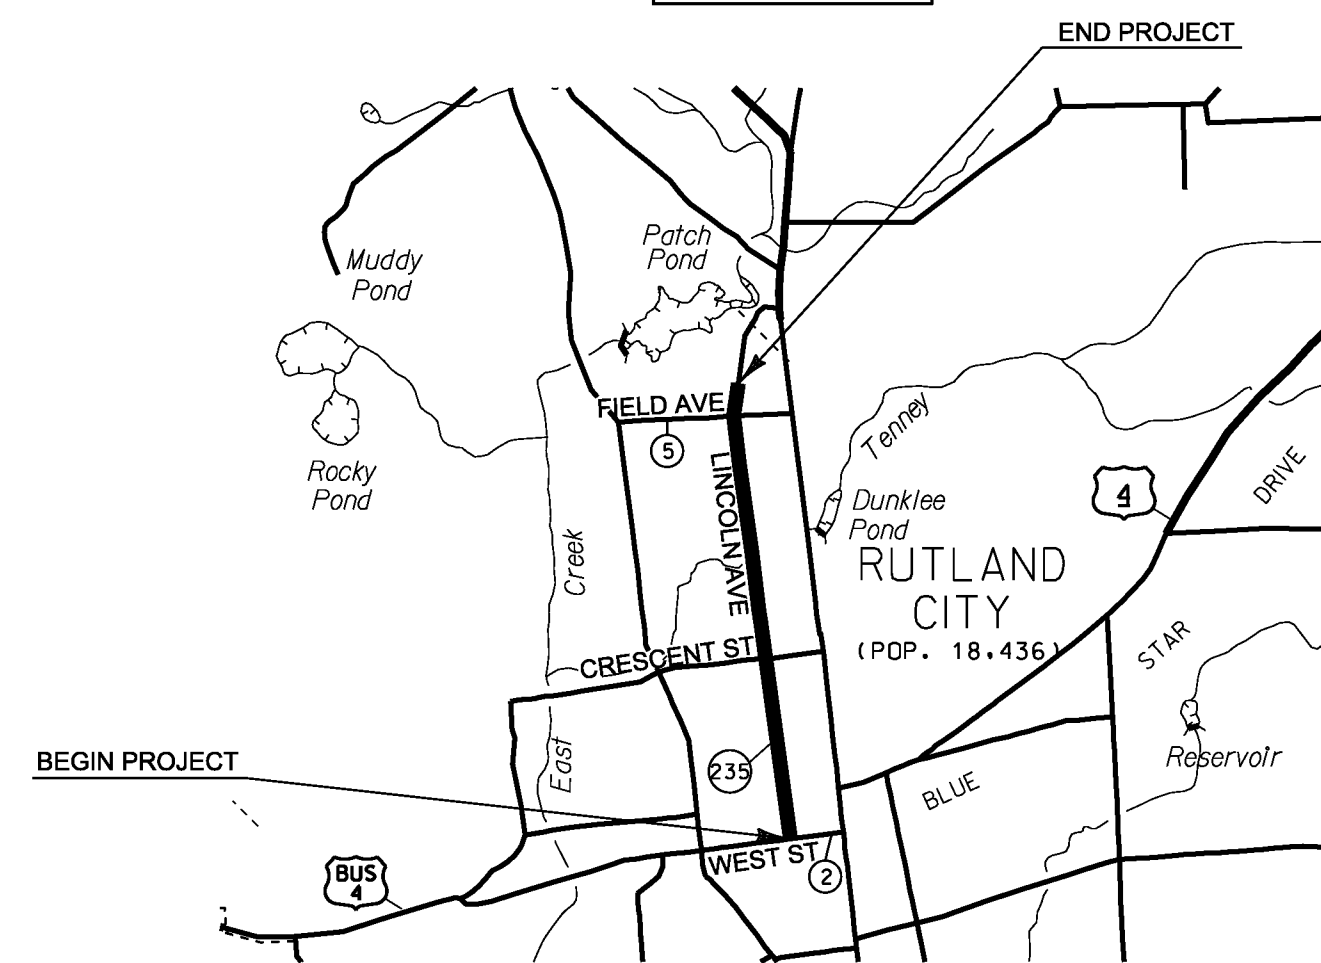 END PROJECT
Patch
Pond
Muddy
Pond
FIELD AVE
5
Tenney
Rocky
Pond
LINCOLN AVE
4
DRIVE
Dunklee
Pond
Creek
RUTLAND
CITY
(POP. 18,436)
STAR
CRESCENT ST
East
BEGIN PROJECT
235
Reservoir
BLUE
WEST ST
2
BUS
4